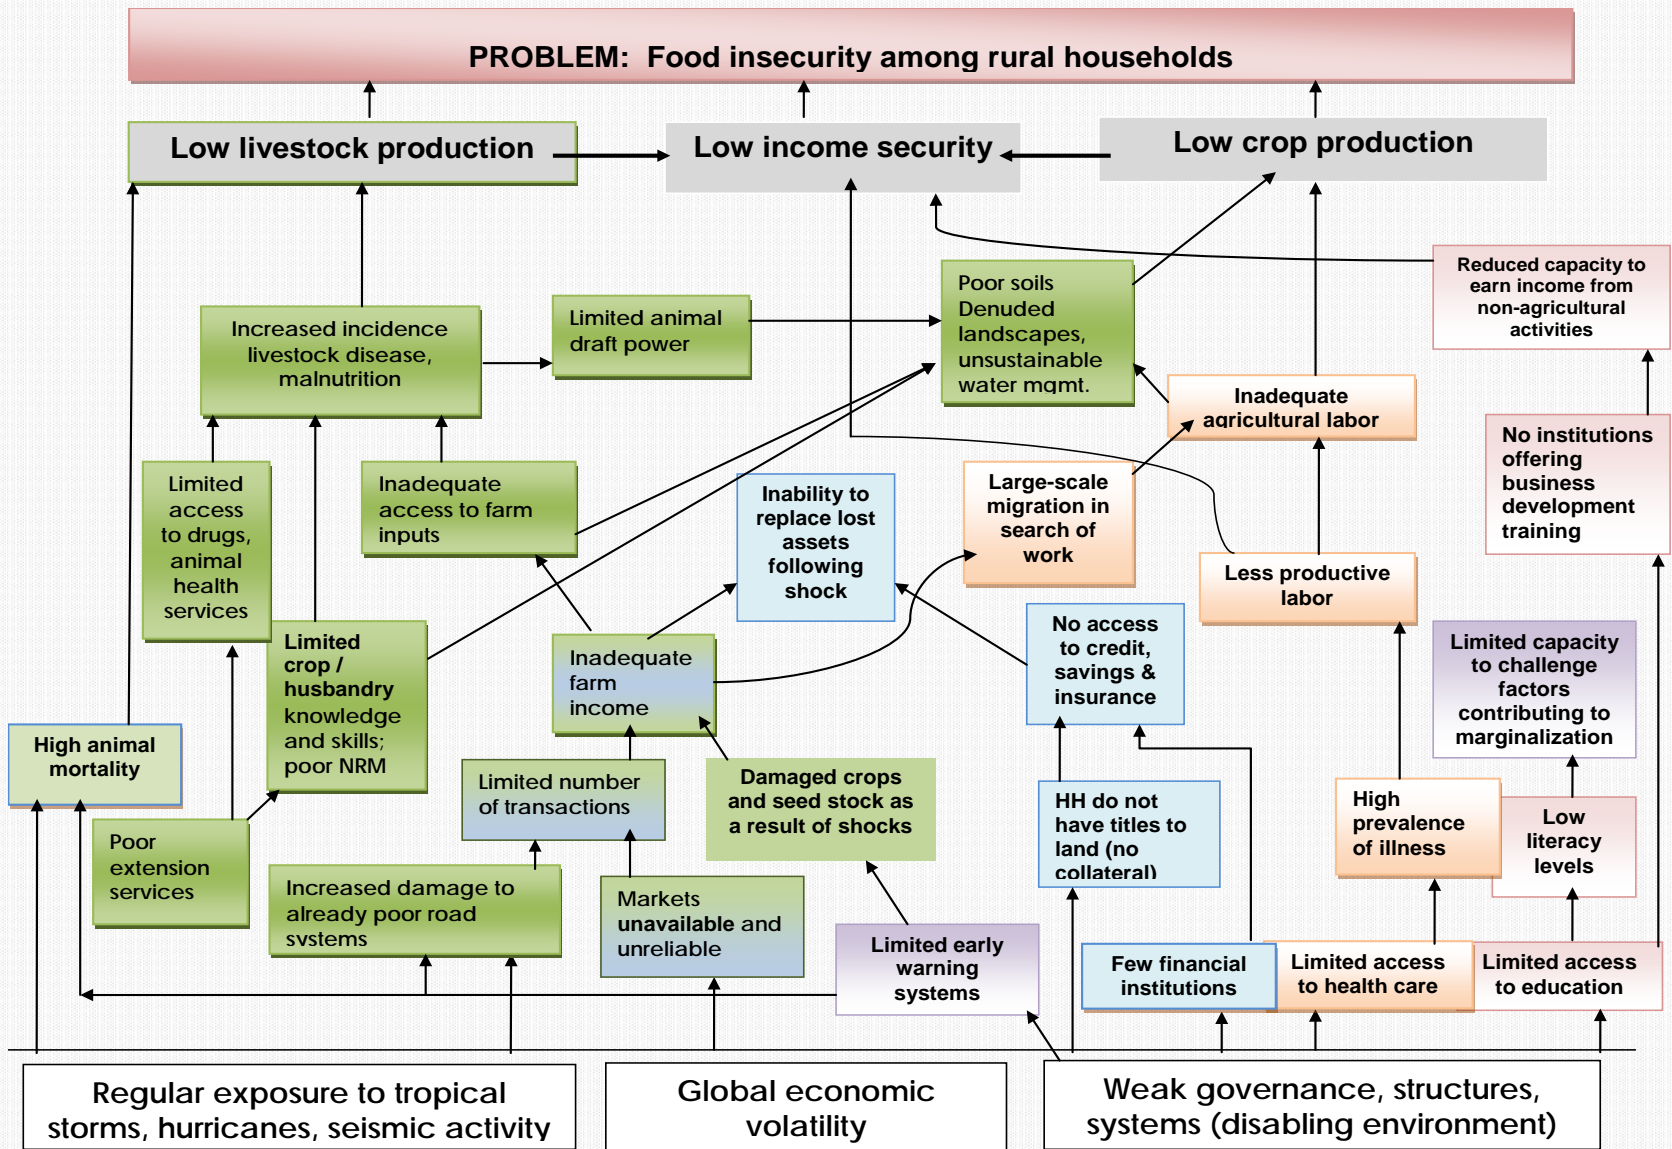 PROBLEM:  Food insecurity among rural households
Low livestock production
Low income security
Low crop production
Reduced capacity to
earn income from
non-agricultural
activities
Poor soils
Denuded
landscapes,
unsustainable
water mgmt.
Increased incidence
livestock disease,
malnutrition
Limited animal
draft power
Inadequate
agricultural labor
No institutions
offering
business
development
training
Limited
access
to drugs,
animal
health
services
Inadequate
access to farm
inputs
Inability to
replace lost
assets
following
shock
Large-scale
migration in
search of
work
Less productive
labor
Limited
crop /
husbandry
knowledge
and skills;
poor NRM
Inadequate
farm
income
No access
to credit,
savings &
insurance
Limited capacity
to challenge
factors
contributing to
marginalization
High animal
mortality
Limited number
of transactions
Damaged crops
and seed stock as
a result of shocks
HH do not
have titles to
land (no
collateral)
High
prevalence
of illness
Low
literacy
levels
Poor
extension
services
Increased damage to
already poor road
systems
Markets
unavailable and
unreliable
Limited early
warning
systems
Few financial
institutions
Limited access
to health care
Limited access
to education
Regular exposure to tropical
storms, hurricanes, seismic activity
Global economic
volatility
Weak governance, structures,
systems (disabling environment)